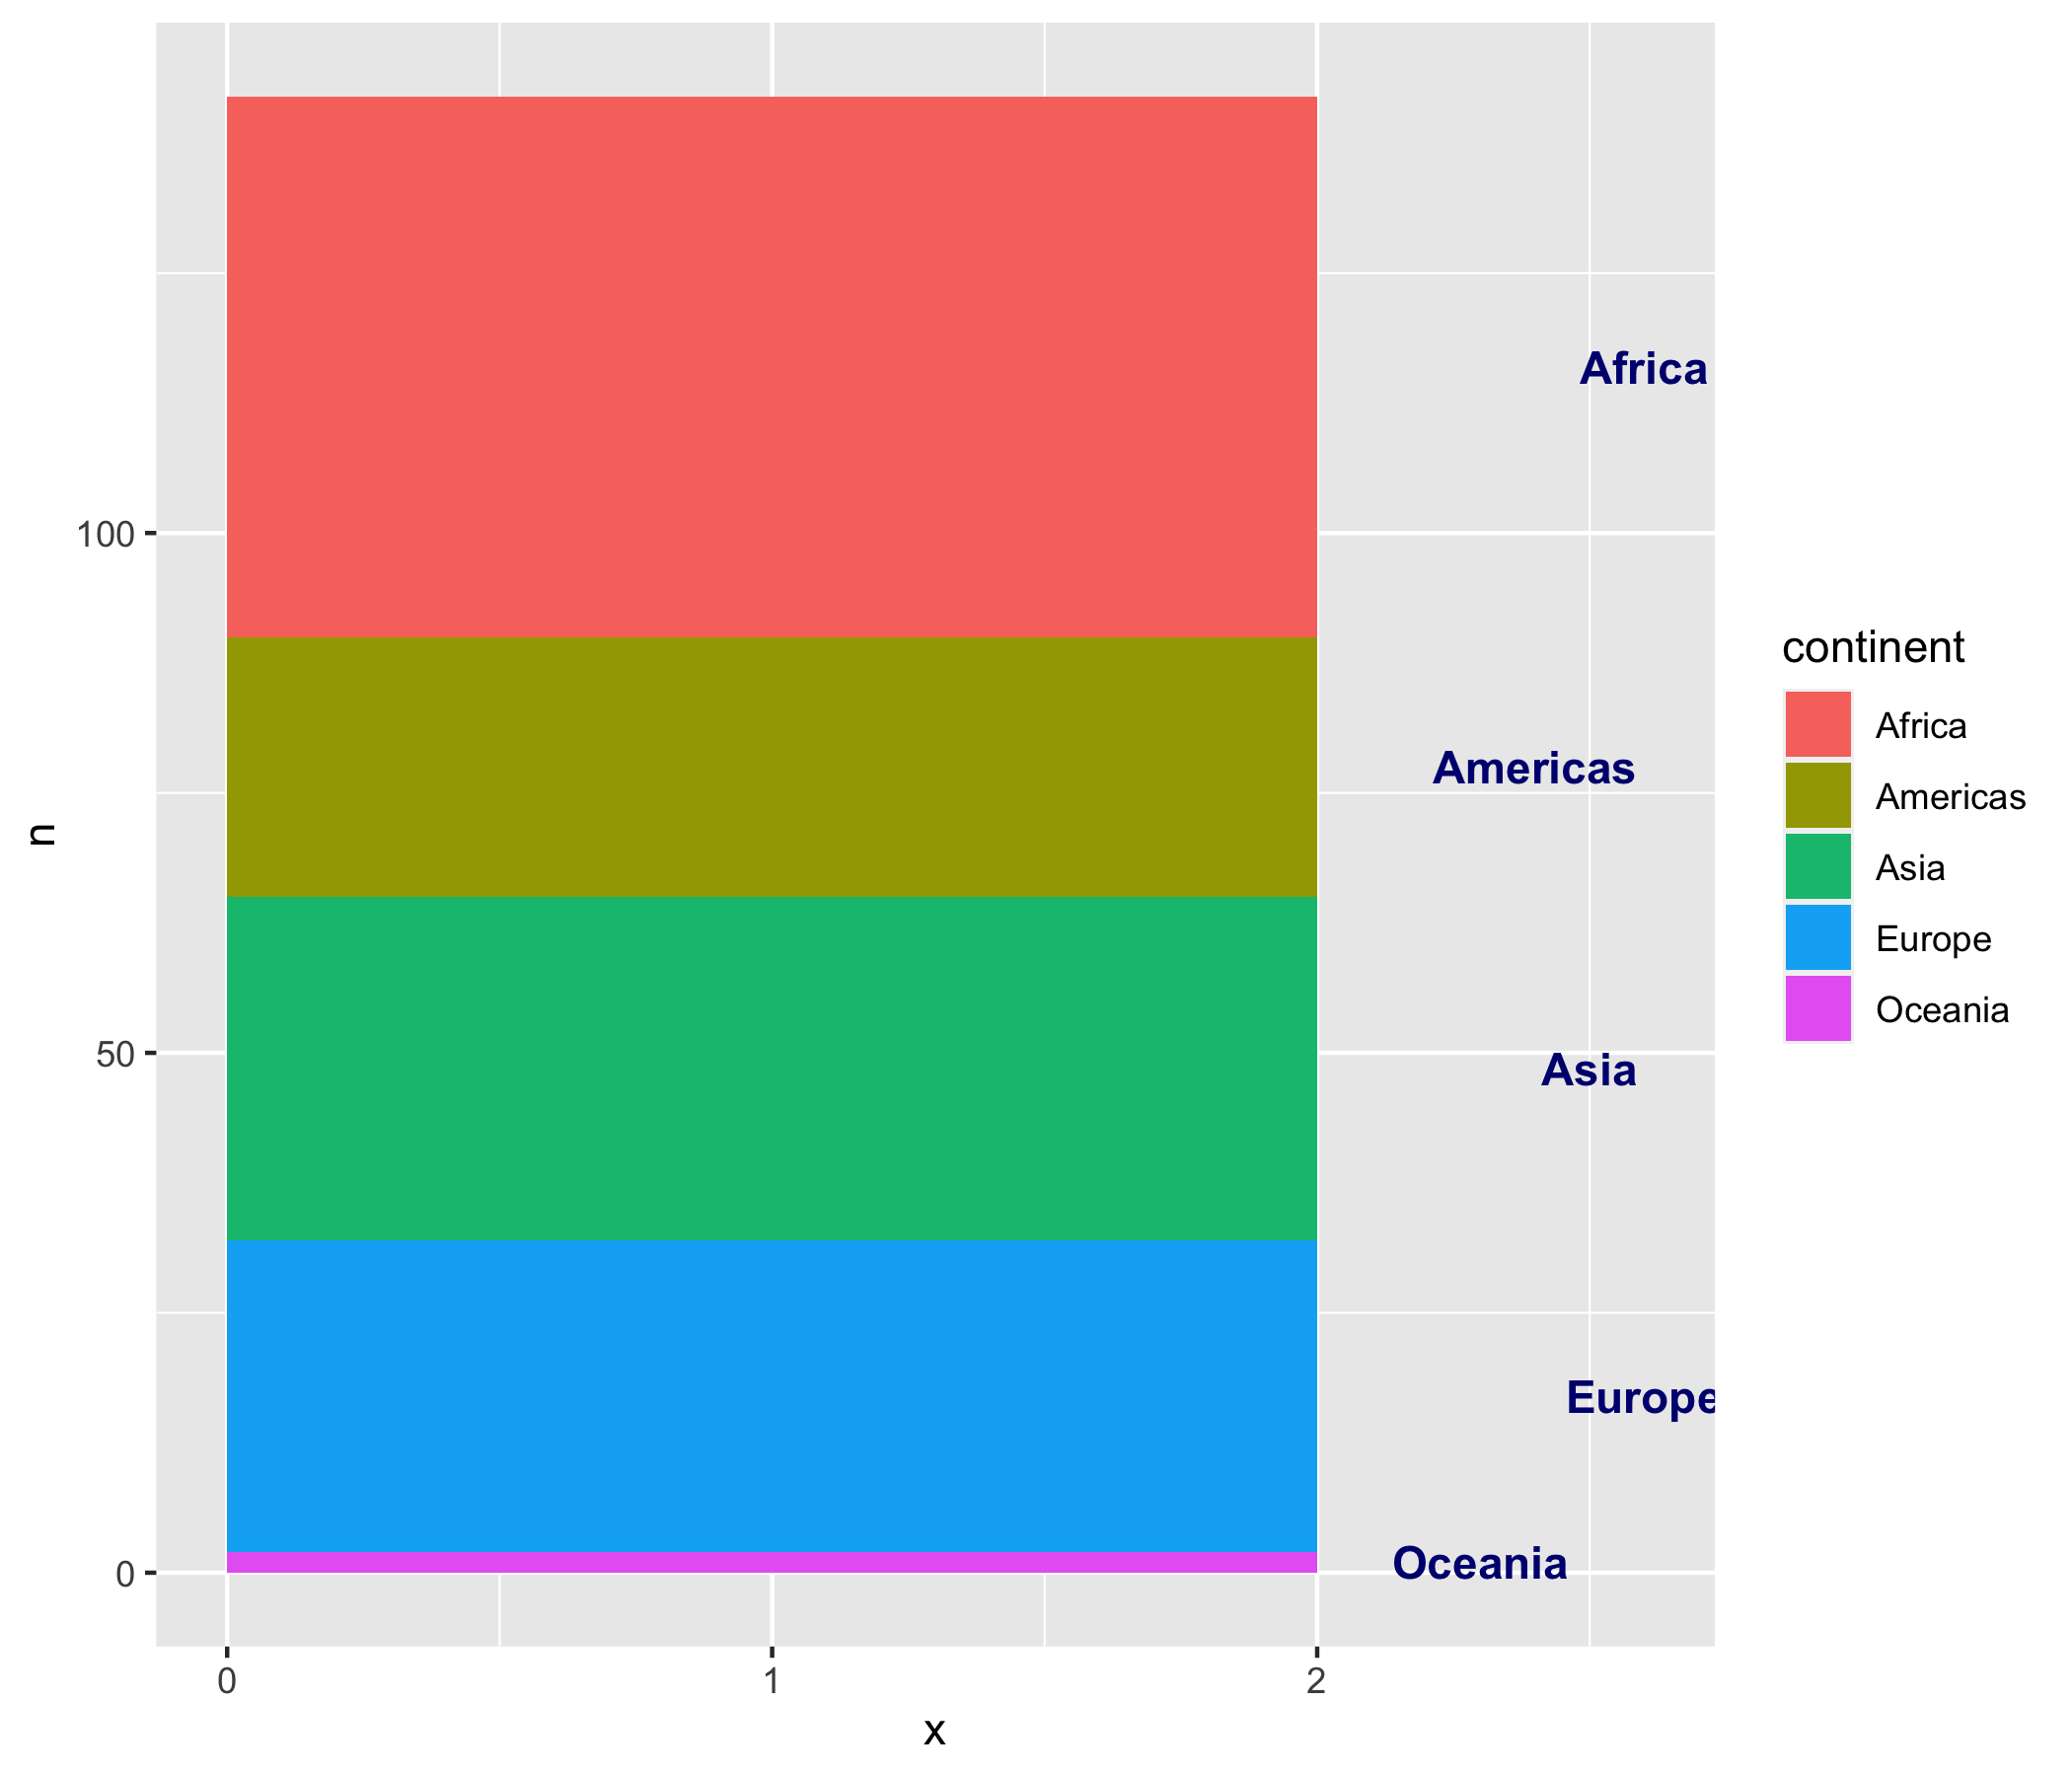 n
100
50
0
0
1
2
x
Africa
Americas
Asia
Europe
Oceania
continent
Africa
Americas
Asia
Europe
Oceania